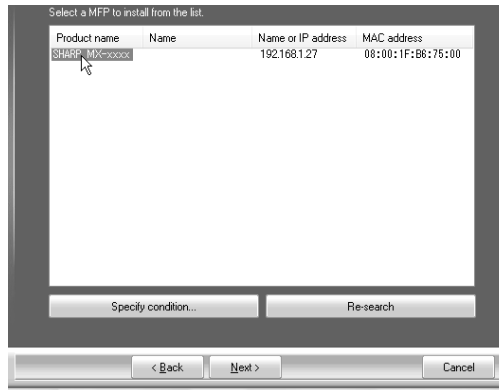 Select a MFP to install from the list.
Product name Name Name or IP address MAC address
SHARP MX-xxxx 192.168.1.27 08:00:1F:B6:75:00
Specify condition... Re-search
< Back Next > Cancel